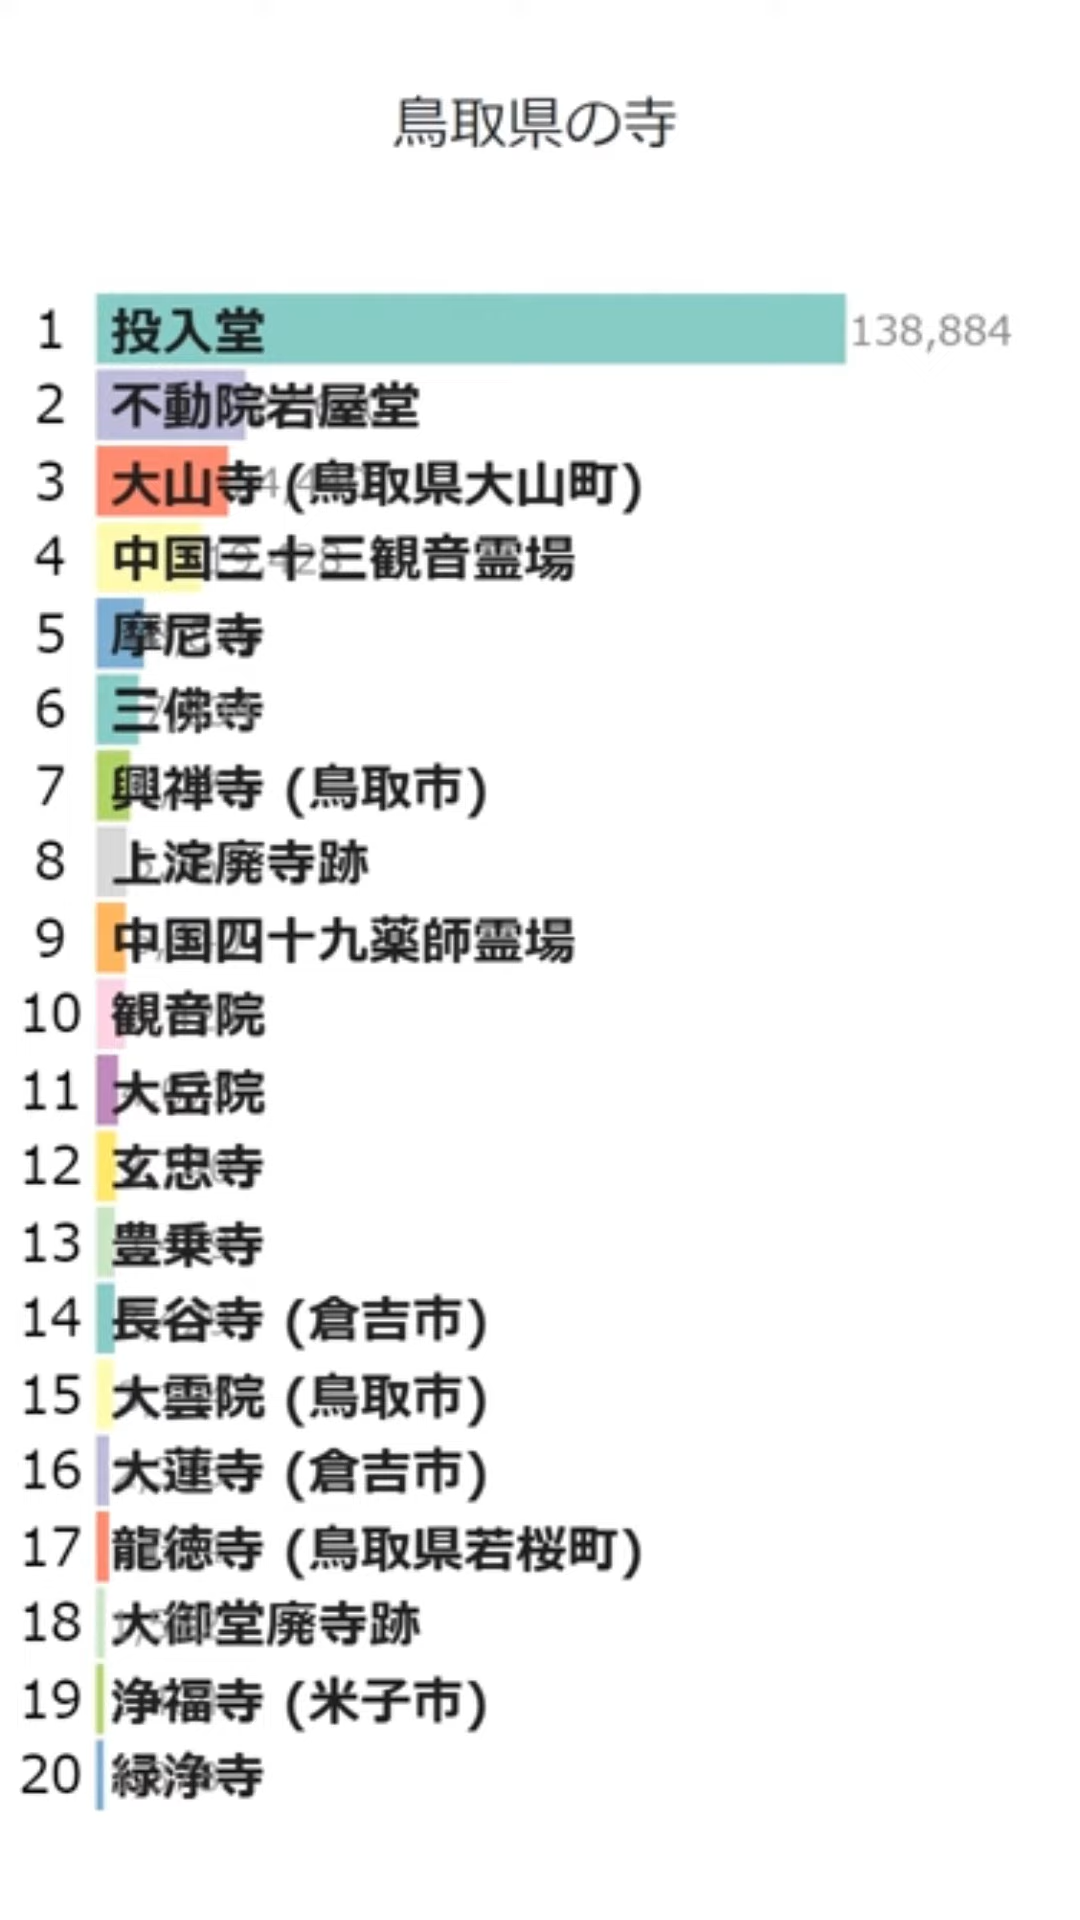 鳥取県の寺
1 投入堂 138,884
2 不動院岩屋堂
3 大山寺 (鳥取県大山町)
4 中国三十三観音霊場 19,428
5 摩尼寺
6 三佛寺
7 興禅寺 (鳥取市)
8 上淀廃寺跡
9 中国四十九薬師霊場
10 観音院
11 大岳院
12 玄忠寺
13 豊乗寺
14 長谷寺 (倉吉市)
15 大雲院 (鳥取市)
16 大蓮寺 (倉吉市)
17 龍徳寺 (鳥取県若桜町)
18 大御堂廃寺跡
19 浄福寺 (米子市)
20 緑浄寺